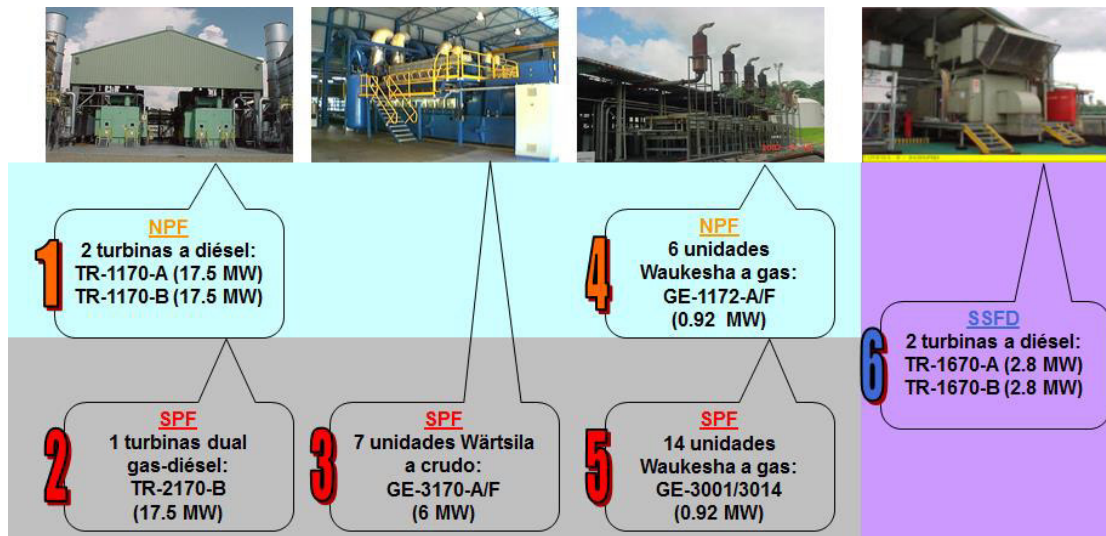 1
NPF
2 turbinas a diésel:
TR-1170-A (17.5 MW)
TR-1170-B (17.5 MW)
4
NPF
6 unidades
Waukesha a gas:
GE-1172-A/F
(0.92 MW)
6
SSFD
2 turbinas a diésel:
TR-1670-A (2.8 MW)
TR-1670-B (2.8 MW)
2
SPF
1 turbinas dual
gas-diésel:
TR-2170-B
(17.5 MW)
3
SPF
7 unidades Wärtsila
a crudo:
GE-3170-A/F
(6 MW)
5
SPF
14 unidades
Waukesha a gas:
GE-3001/3014
(0.92 MW)